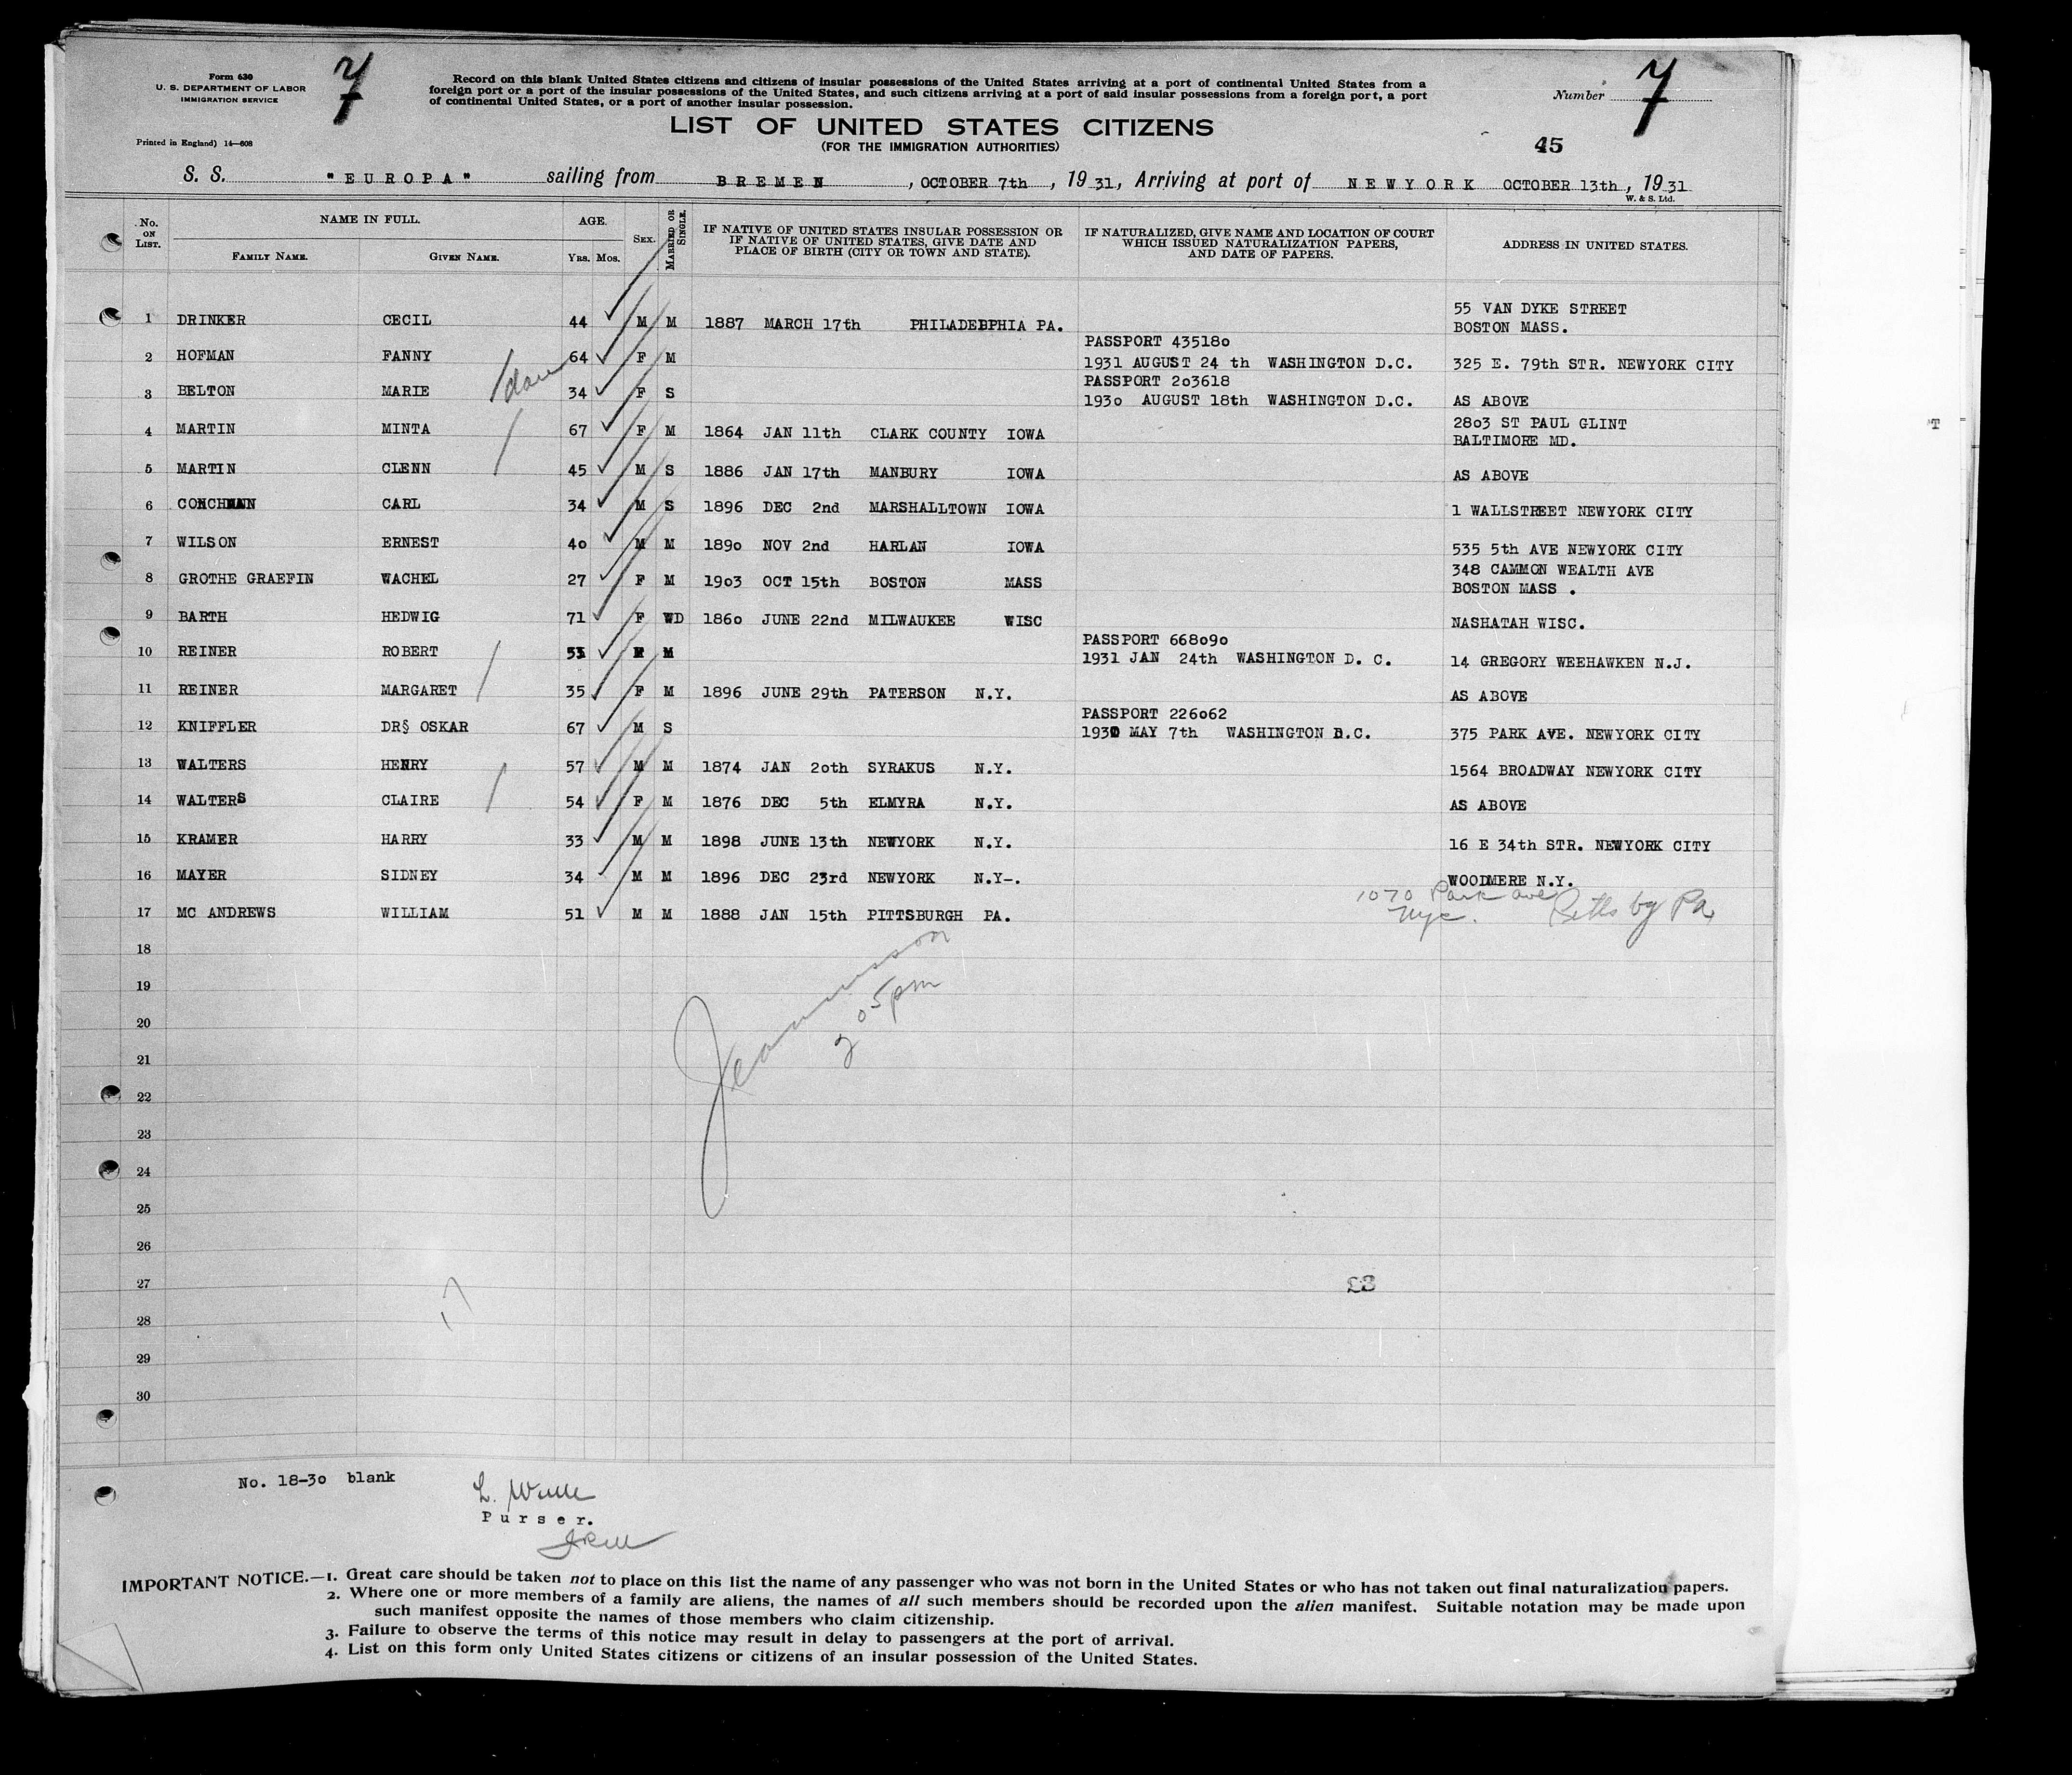 Form 630
U. S. DEPARTMENT OF LABOR
IMMIGRATION SERVICE
Printed in England) 14—608
7
Record on this blank United States citizens and citizens of insular possessions of the United States arriving at a port of continental United States from a
foreign port or a port of the insular possessions of the United States, and such citizens arriving at a port of said insular possessions from a foreign port, a port
of continental United States, or a port of another insular possession.
Number 7
LIST OF UNITED STATES CITIZENS
(FOR THE IMMIGRATION AUTHORITIES)
45
S. S. "EUROPA" sailing from BREMEN, OCTOBER 7th, 1931, Arriving at port of NEWYORK OCTOBER 13th, 1931
W. & S. Ltd.
No. ON LIST. NAME IN FULL. FAMILY NAME. GIVEN NAME. AGE. YRS. MOS. SEX. MARRIED OR SINGLE. IF NATIVE OF UNITED STATES INSULAR POSSESSION OR IF NATIVE OF UNITED STATES, GIVE DATE AND PLACE OF BIRTH (CITY OR TOWN AND STATE). IF NATURALIZED, GIVE NAME AND LOCATION OF COURT WHICH ISSUED NATURALIZATION PAPERS, AND DATE OF PAPERS. ADDRESS IN UNITED STATES.
1 DRINKER CECIL 44 M M 1887 MARCH 17th PHILADEPPHIA PA. 55 VAN DYKE STREET BOSTON MASS.
2 HOFMAN FANNY 64 F M PASSPORT 43518o 1931 AUGUST 24 th WASHINGTON D.C. 325 E. 79th STR. NEWYORK CITY
3 BELTON MARIE 34 F S PASSPORT 2o3618 193o AUGUST 18th WASHINGTON D.C. AS ABOVE
4 MARTIN MINTA 67 F M 1864 JAN 11th CLARK COUNTY IOWA 28o3 ST PAUL GLINT BALTIMORE MD.
5 MARTIN CLENN 45 M S 1886 JAN 17th MANBURY IOWA AS ABOVE
6 CARL 34 M S 1896 DEC 2nd MARSHALLTOWN IOWA 1 WALLSTREET NEWYORK CITY
7 WILSON ERNEST 4o M M 189o NOV 2nd HARLAN IOWA 535 5th AVE NEWYORK CITY
8 GROTHE GRAEFIN WACHEL 27 F M 19o3 OCT 15th BOSTON MASS 348 CAMMON WEALTH AVE BOSTON MASS .
9 BARTH HEDWIG 71 F WD 186o JUNE 22nd MILWAUKEE WISC NASHATAH WISC.
10 REINER ROBERT M PASSPORT 668o9o 1931 JAN 24th WASHINGTON D. C. 14 GREGORY WEEHAWKEN N.J.
11 REINER MARGARET 35 F M 1896 JUNE 29th PATERSON N.Y. AS ABOVE
12 KNIFFLER DR§ OSKAR 67 M S PASSPORT 226o62 1930 MAY 7th WASHINGTON D.C. 375 PARK AVE. NEWYORK CITY
13 WALTERS HENRY 57 M M 1874 JAN 2oth SYRAKUS N.Y. 1564 BROADWAY NEWYORK CITY
14 WALTERS CLAIRE 54 F M 1876 DEC 5th ELMYRA N.Y. AS ABOVE
15 KRAMER HARRY 33 M M 1898 JUNE 13th NEWYORK N.Y. 16 E 34th STR. NEWYORK CITY
16 MAYER SIDNEY 34 M M 1896 DEC 23rd NEWYORK N.Y-. WOODMERE N.Y.
1070 Park ave
17 MC ANDREWS WILLIAM 51 M M 1888 JAN 15th PITTSBURGH PA. Nyc. Pittsbg Pa.
18
19
2 05pm
20
21
22
23
24
25
26
27
17
28
29
30
No. 18-3o blank
Purser.
IMPORTANT NOTICE.—1. Great care should be taken not to place on this list the name of any passenger who was not born in the United States or who has not taken out final naturalization papers.
2. Where one or more members of a family are aliens, the names of all such members should be recorded upon the alien manifest. Suitable notation may be made upon
such manifest opposite the names of those members who claim citizenship.
3. Failure to observe the terms of this notice may result in delay to passengers at the port of arrival.
4. List on this form only United States citizens or citizens of an insular possession of the United States.